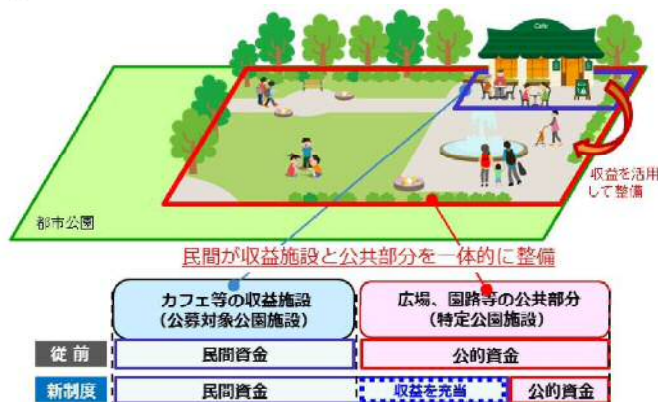 Cafe
収益を活用
して整備
都市公園
民間が収益施設と公共部分を一体的に整備
カフェ等の収益施設
（公募対象公園施設）
広場、園路等の公共部分
（特定公園施設）
従前
民間資金
公的資金
新制度
民間資金
収益を充当
公的資金